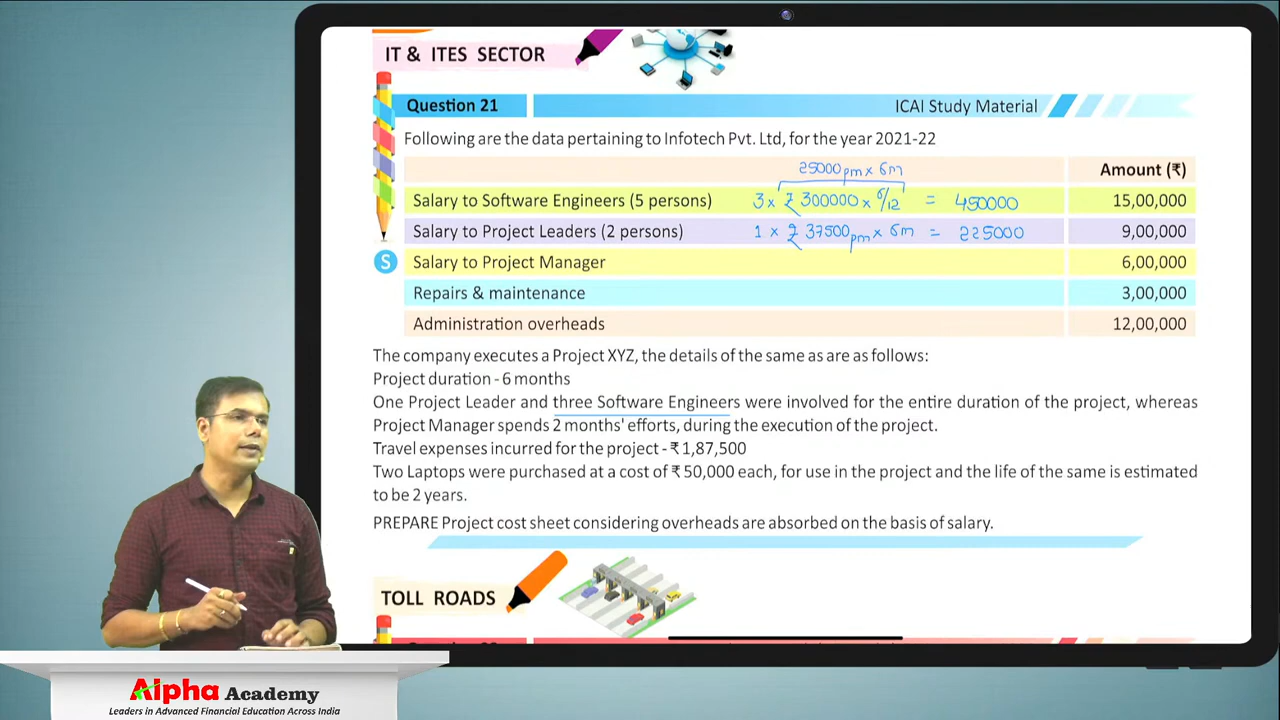 IT & ITES SECTOR
Question 21 ICAI Study Material
Following are the data pertaining to Infotech Pvt. Ltd, for the year 2021-22
25000pm x 6m Amount (₹)
Salary to Software Engineers (5 persons) 3 x ₹ 300000 x 6/12 = 450000 15,00,000
Salary to Project Leaders (2 persons) 1 x ₹ 37500pm x 6m = 225000 9,00,000
S Salary to Project Manager 6,00,000
Repairs & maintenance 3,00,000
Administration overheads 12,00,000
The company executes a Project XYZ, the details of the same as are as follows:
Project duration - 6 months
One Project Leader and three Software Engineers were involved for the entire duration of the project, whereas
Project Manager spends 2 months' efforts, during the execution of the project.
Travel expenses incurred for the project - ₹ 1,87,500
Two Laptops were purchased at a cost of ₹ 50,000 each, for use in the project and the life of the same is estimated
to be 2 years.
PREPARE Project cost sheet considering overheads are absorbed on the basis of salary.
TOLL ROADS
Alpha Academy
Leaders in Advanced Financial Education Across India